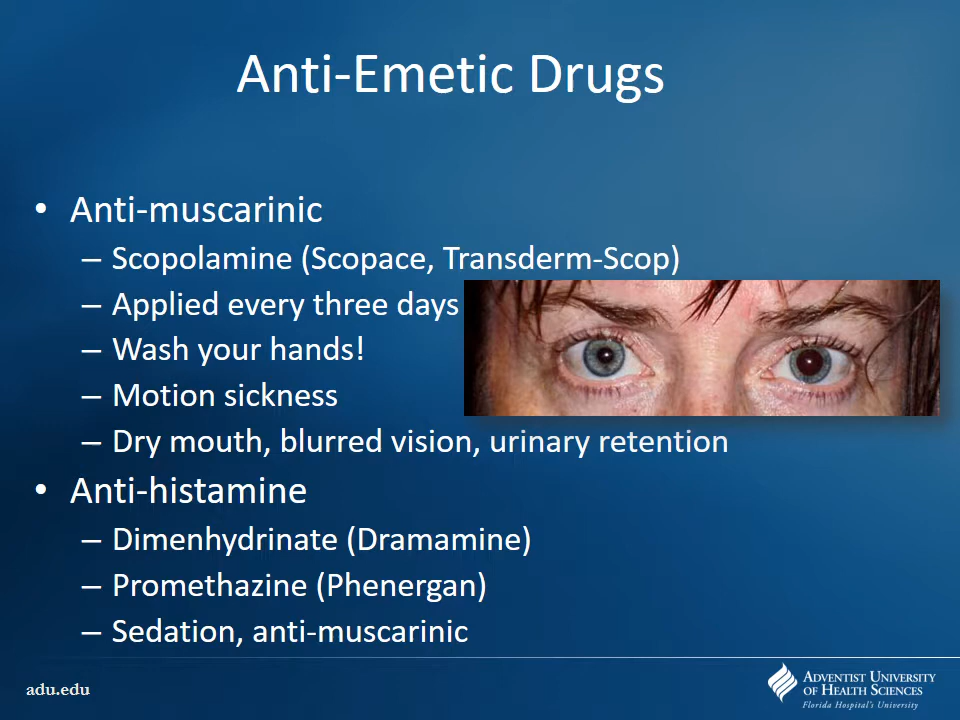 Anti-Emetic Drugs
• Anti-muscarinic
– Scopolamine (Scopace, Transderm-Scop)
– Applied every three days
– Wash your hands!
– Motion sickness
– Dry mouth, blurred vision, urinary retention
• Anti-histamine
– Dimenhydrinate (Dramamine)
– Promethazine (Phenergan)
– Sedation, anti-muscarinic
adu.edu
Adventist University
of Health Sciences
Florida Hospital's University